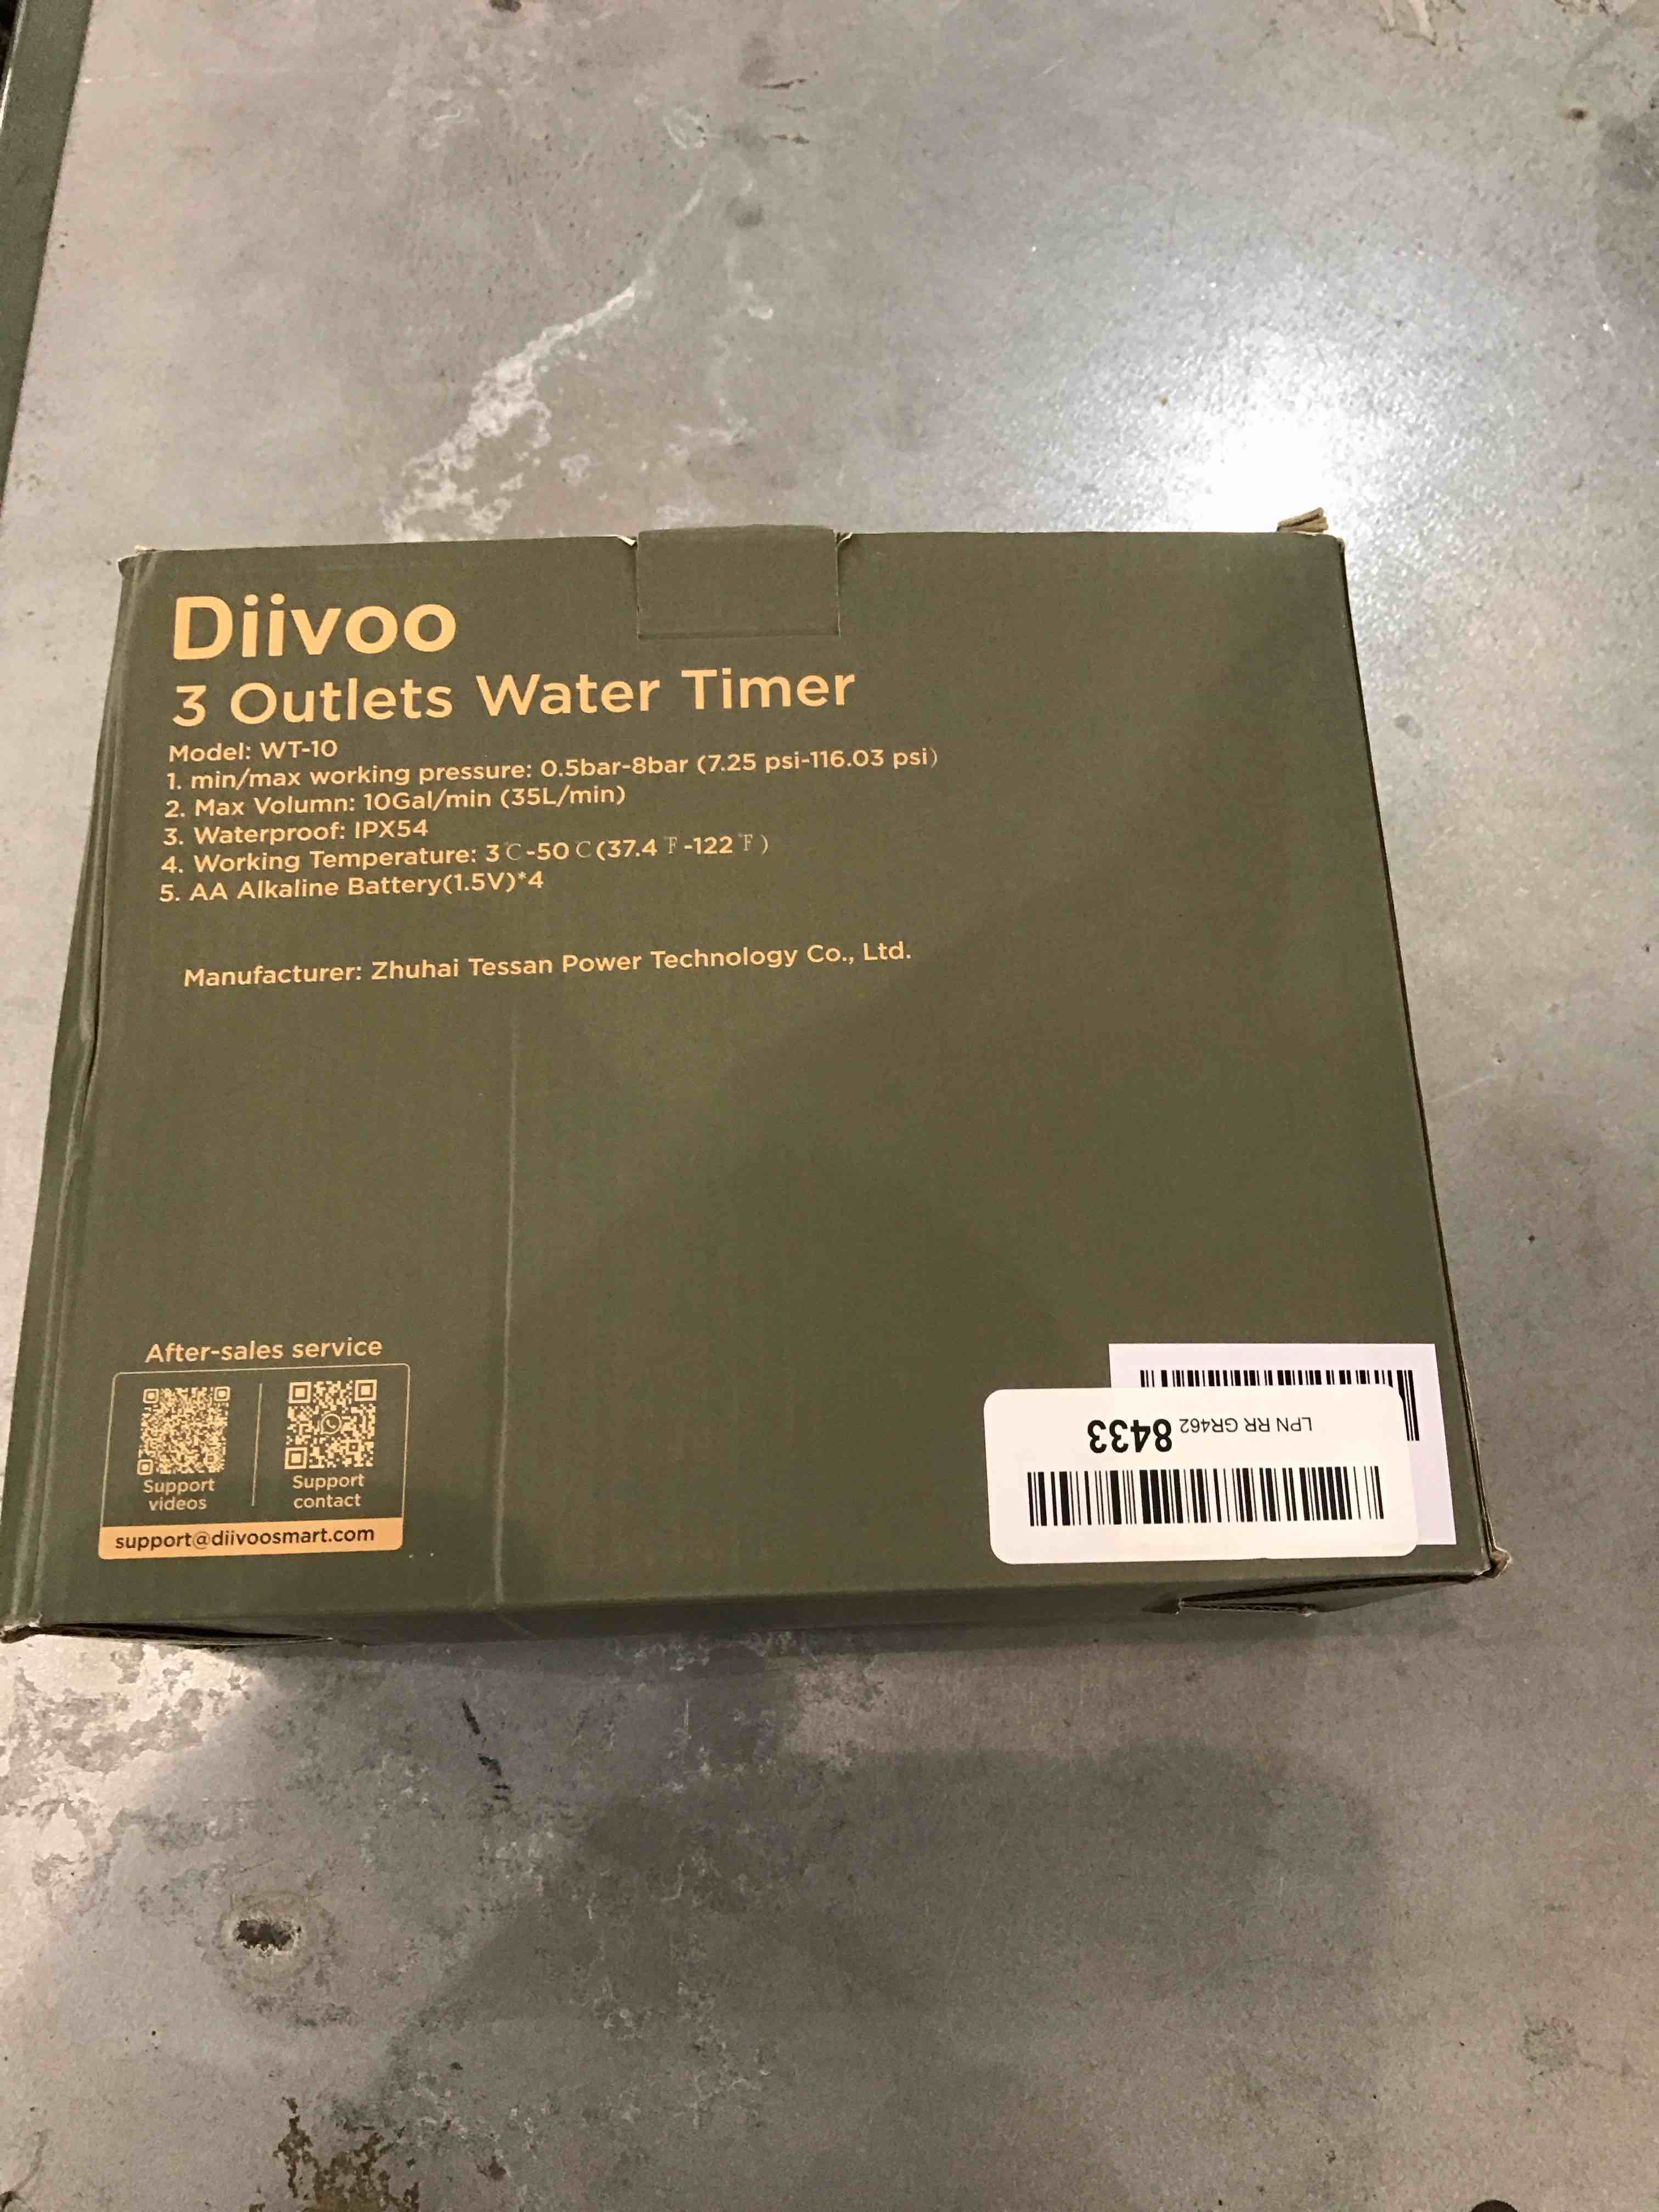 Diivoo
3 Outlets Water Timer
Model: WT-10
1. min/max working pressure: 0.5bar-8bar (7.25 psi-116.03 psi)
2. Max Volumn: 10Gal/min (35L/min)
3. Waterproof: IPX54
4. Working Temperature: 3℃-50℃(37.4℉-122℉)
5. AA Alkaline Battery(1.5V)*4
Manufacturer: Zhuhai Tessan Power Technology Co., Ltd.
After-sales service
Support videos
Support contact
support@diivoosmart.com
LPN RR GR462 8433